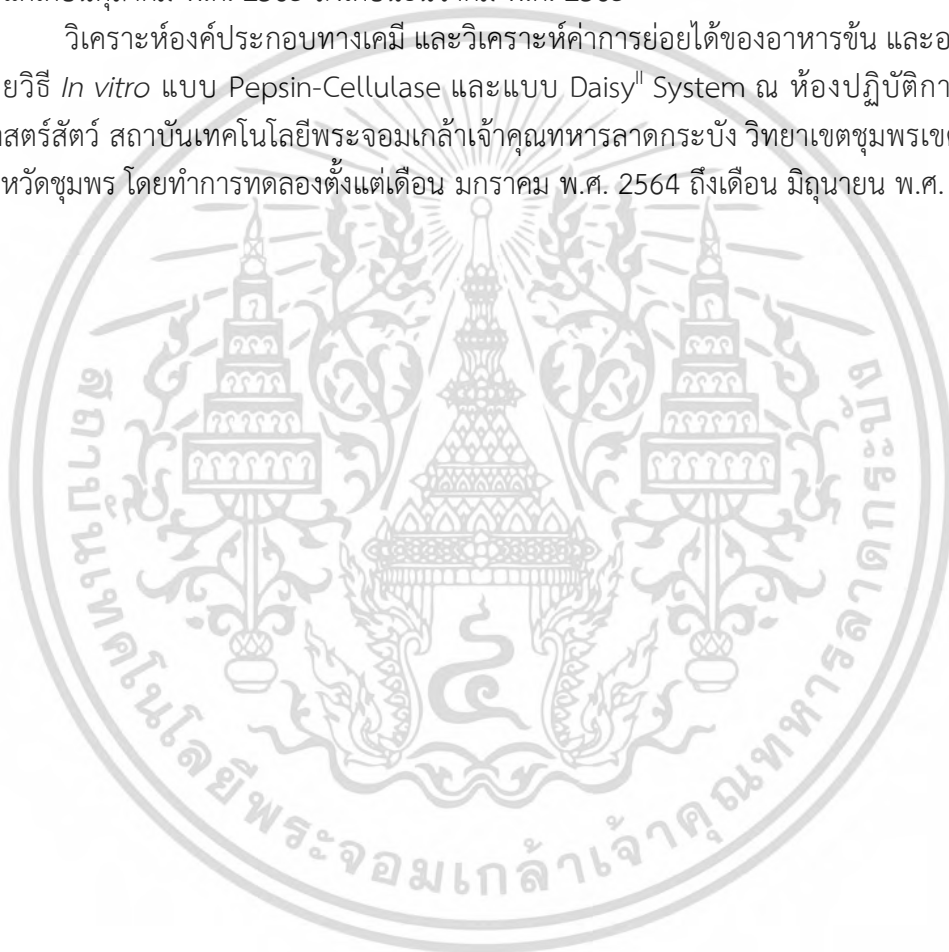 วิเคราะห์องค์ประกอบทางเคมี และวิเคราะห์ค่าการย่อยได้ของอาหารข้น และอ
ยวิธี In vitro แบบ Pepsin-Cellulase และแบบ Daisyᴵᴵ System ณ ห้องปฏิบัติกา
าสตร์สัตว์ สถาบันเทคโนโลยีพระจอมเกล้าเจ้าคุณทหารลาดกระบัง วิทยาเขตชุมพรเขต
หวัดชุมพร โดยทำการทดลองตั้งแต่เดือน มกราคม พ.ศ. 2564 ถึงเดือน มิถุนายน พ.ศ.
๔
สถาบันเทคโนโลยีพระจอมเกล้าเจ้าคุณทหารลาดกระบัง